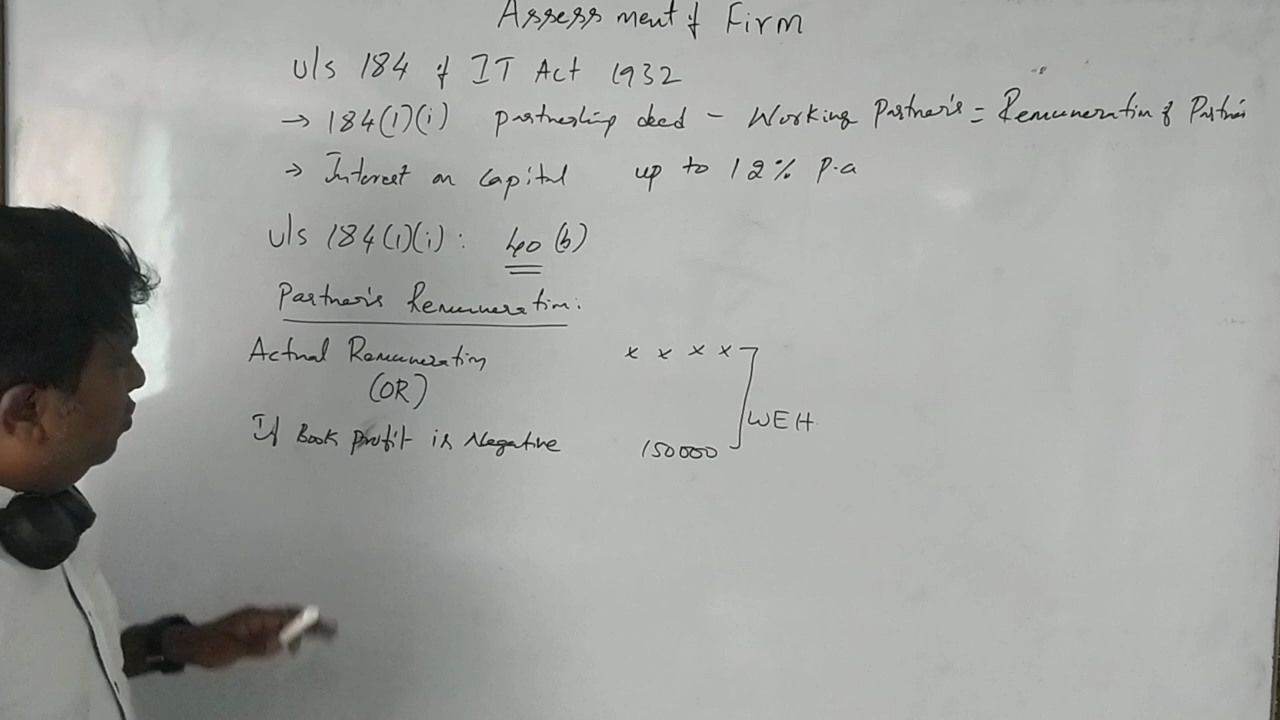 Assessment of Firm
u/s 184 of IT Act 1932
→ 184(1)(i) partnership deed - Working Partner's = Remuneration of Partner's
→ Interest on capital up to 12% p.a
u/s 184(1)(i): 40(b)
Partner's Remuneration:
Actual Remuneration x x x x
(OR)
WEH
If Book Profit is Negative 150000